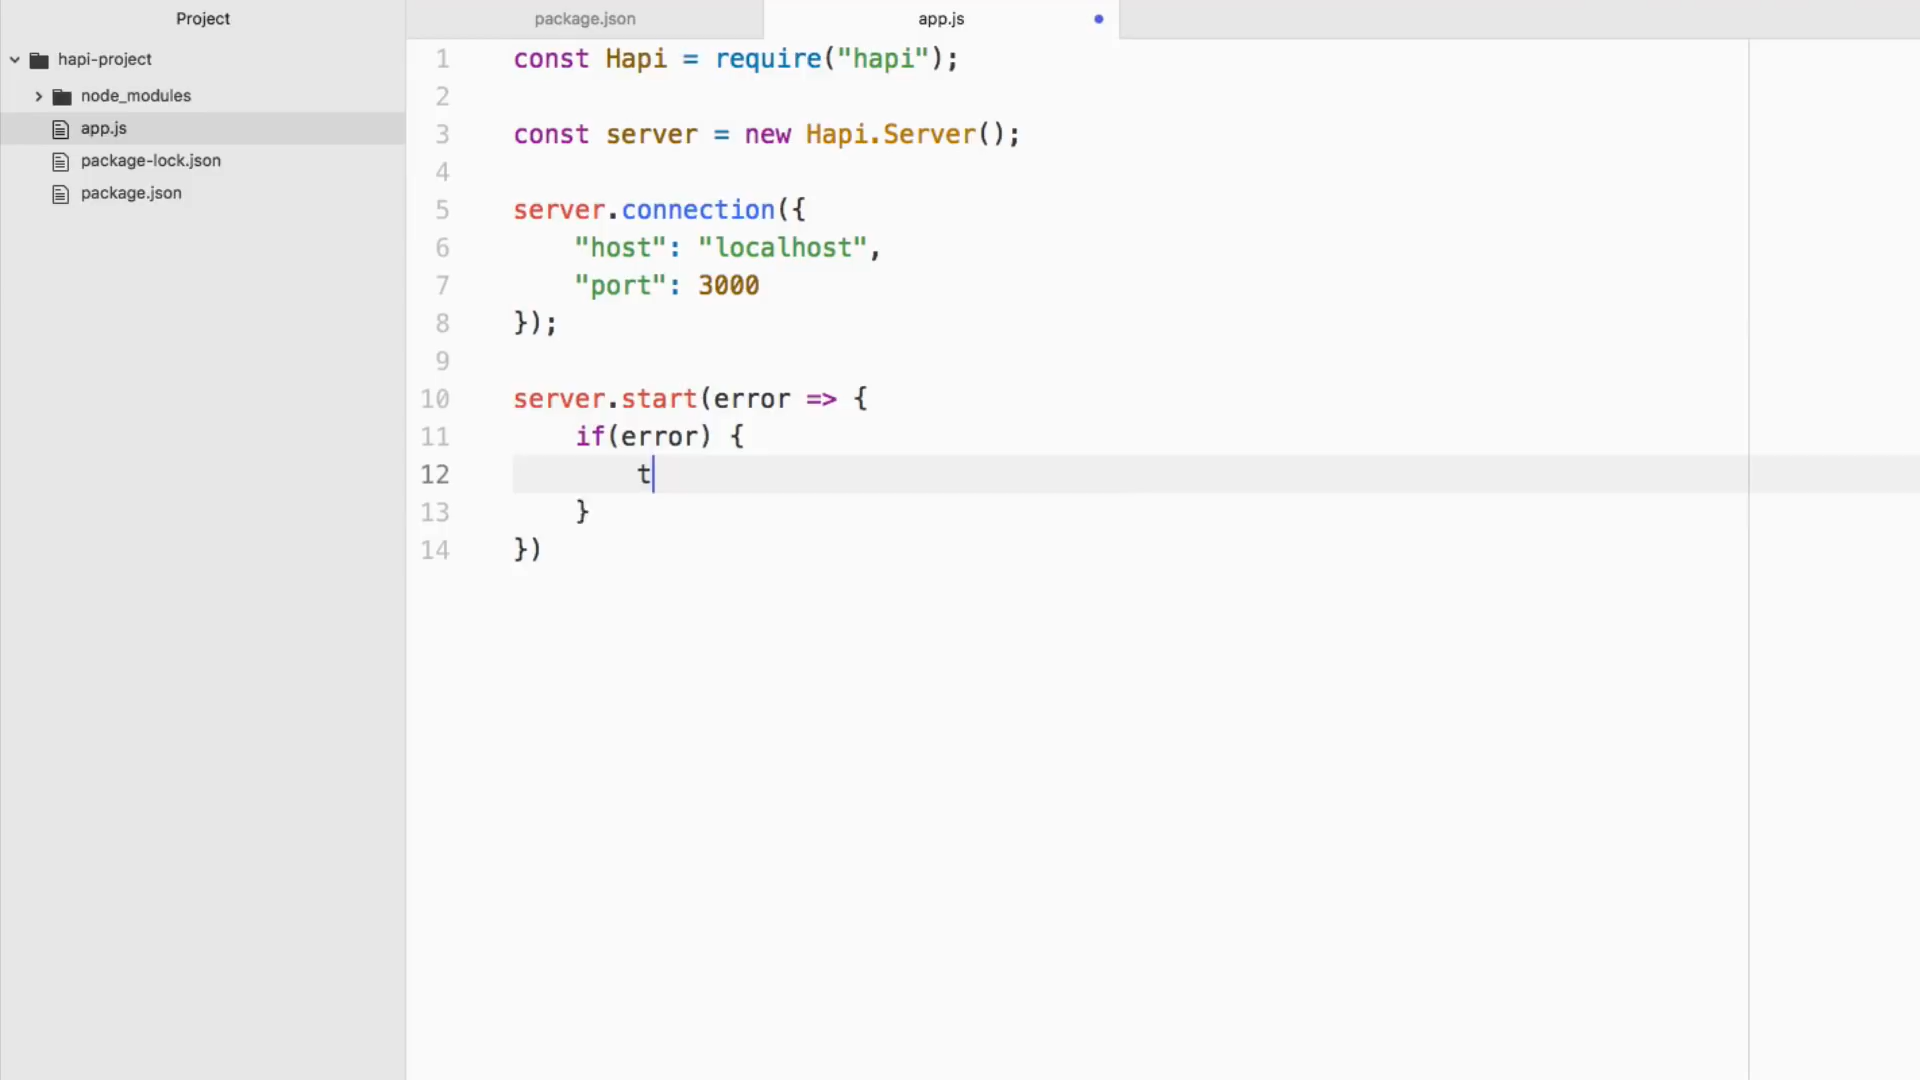 Project
hapi-project
node_modules
app.js
package-lock.json
package.json
package.json
app.js
1 const Hapi = require("hapi");
2
3 const server = new Hapi.Server();
4
5 server.connection({
6     "host": "localhost",
7     "port": 3000
8 });
9
10 server.start(error => {
11     if(error) {
12         t
13     }
14 })